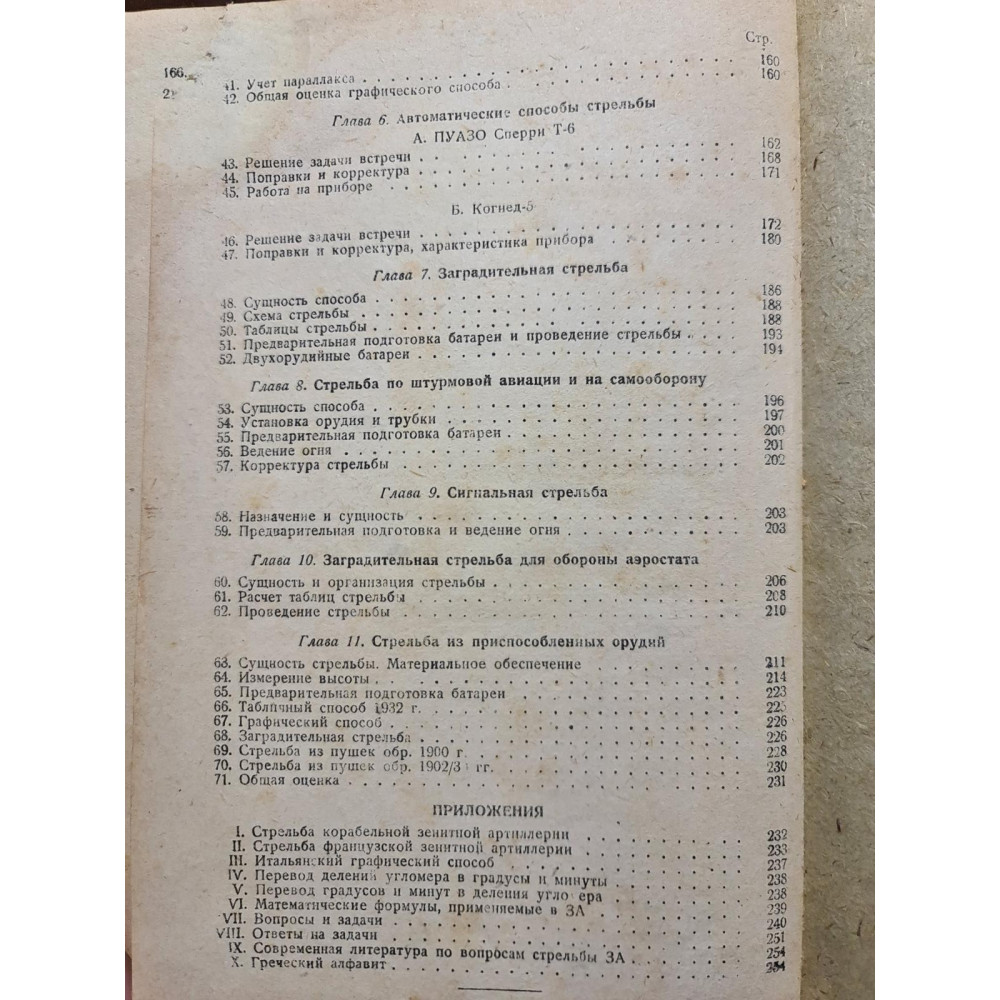 Стр.
166.
2
41. Учет параллакса . . . 160
42. Общая оценка графического способа . . . 160
Глава 6. Автоматические способы стрельбы
А. ПУАЗО Сперри Т-6
43. Решение задачи встречи . . . 162
44. Поправки и корректура . . . 168
45. Работа на приборе . . . 171
Б. Когнед-5
46. Решение задачи встречи . . . 172
47. Поправки и корректура, характеристика прибора . . . 180
Глава 7. Заградительная стрельба
48. Сущность способа . . . 186
49. Схема стрельбы . . . 188
50. Таблицы стрельбы . . . 188
51. Предварительная подготовка батареи и проведение стрельбы . . . 193
52. Двухорудийные батареи . . . 194
Глава 8. Стрельба по штурмовой авиации и на самооборону
53. Сущность способа . . . 196
54. Установка орудия и трубки . . . 197
55. Предварительная подготовка батареи . . . 200
56. Ведение огня . . . 201
57. Корректура стрельбы . . . 202
Глава 9. Сигнальная стрельба
58. Назначение и сущность . . . 203
59. Предварительная подготовка и ведение огня . . . 203
Глава 10. Заградительная стрельба для обороны аэростата
60. Сущность и организация стрельбы . . . 206
61. Расчет таблиц стрельбы . . . 208
62. Проведение стрельбы . . . 210
Глава 11. Стрельба из приспособленных орудий
63. Сущность стрельбы. Материальное обеспечение . . . 211
64. Измерение высоты . . . 214
65. Предварительная подготовка батареи . . . 223
66. Табличный способ 1932 г. . . . 225
67. Графический способ . . . 226
68. Заградительная стрельба . . . 226
69. Стрельба из пушек обр. 1900 г. . . . 228
70. Стрельба из пушек обр. 1902/3 гг. . . . 230
71. Общая оценка . . . 231
ПРИЛОЖЕНИЯ
I. Стрельба корабельной зенитной артиллерии . . . 232
II. Стрельба французской зенитной артиллерии . . . 233
III. Итальянский графический способ . . . 237
IV. Перевод делений угломера в градусы и минуты . . . 238
V. Перевод градусов и минут в деления угло ера . . . 238
VI. Математические формулы, применяемые в ЗА . . . 239
VII. Вопросы и задачи . . . 240
VIII. Ответы на задачи . . . 251
IX. Современная литература по вопросам стрельбы ЗА . . . 254
X. Греческий алфавит . . . 254